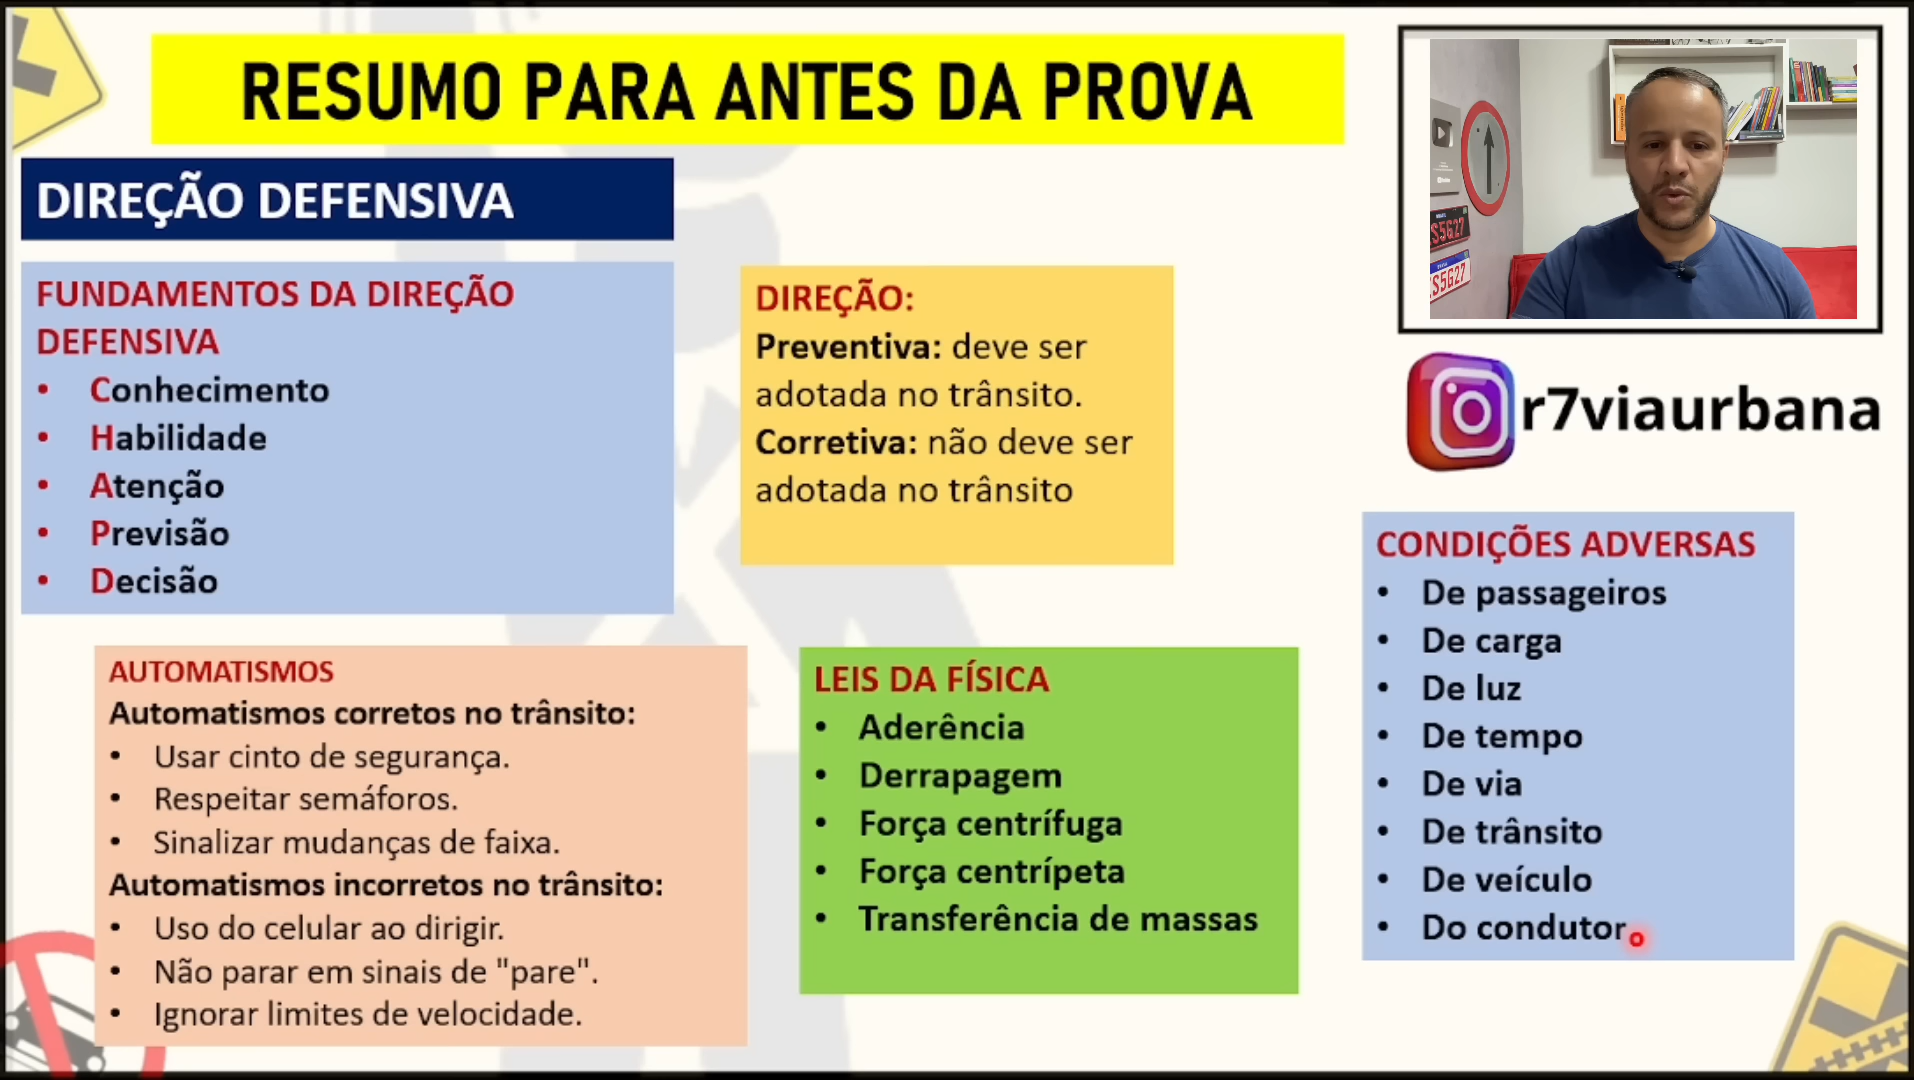 RESUMO PARA ANTES DA PROVA
DIREÇÃO DEFENSIVA
FUNDAMENTOS DA DIREÇÃO
DEFENSIVA
• Conhecimento
• Habilidade
• Atenção
• Previsão
• Decisão
DIREÇÃO:
Preventiva: deve ser
adotada no trânsito.
Corretiva: não deve ser
adotada no trânsito
S5G27
S5G27
r7viaurbana
AUTOMATISMOS
Automatismos corretos no trânsito:
• Usar cinto de segurança.
• Respeitar semáforos.
• Sinalizar mudanças de faixa.
Automatismos incorretos no trânsito:
• Uso do celular ao dirigir.
• Não parar em sinais de "pare".
• Ignorar limites de velocidade.
LEIS DA FÍSICA
• Aderência
• Derrapagem
• Força centrífuga
• Força centrípeta
• Transferência de massas
CONDIÇÕES ADVERSAS
• De passageiros
• De carga
• De luz
• De tempo
• De via
• De trânsito
• De veículo
• Do condutor